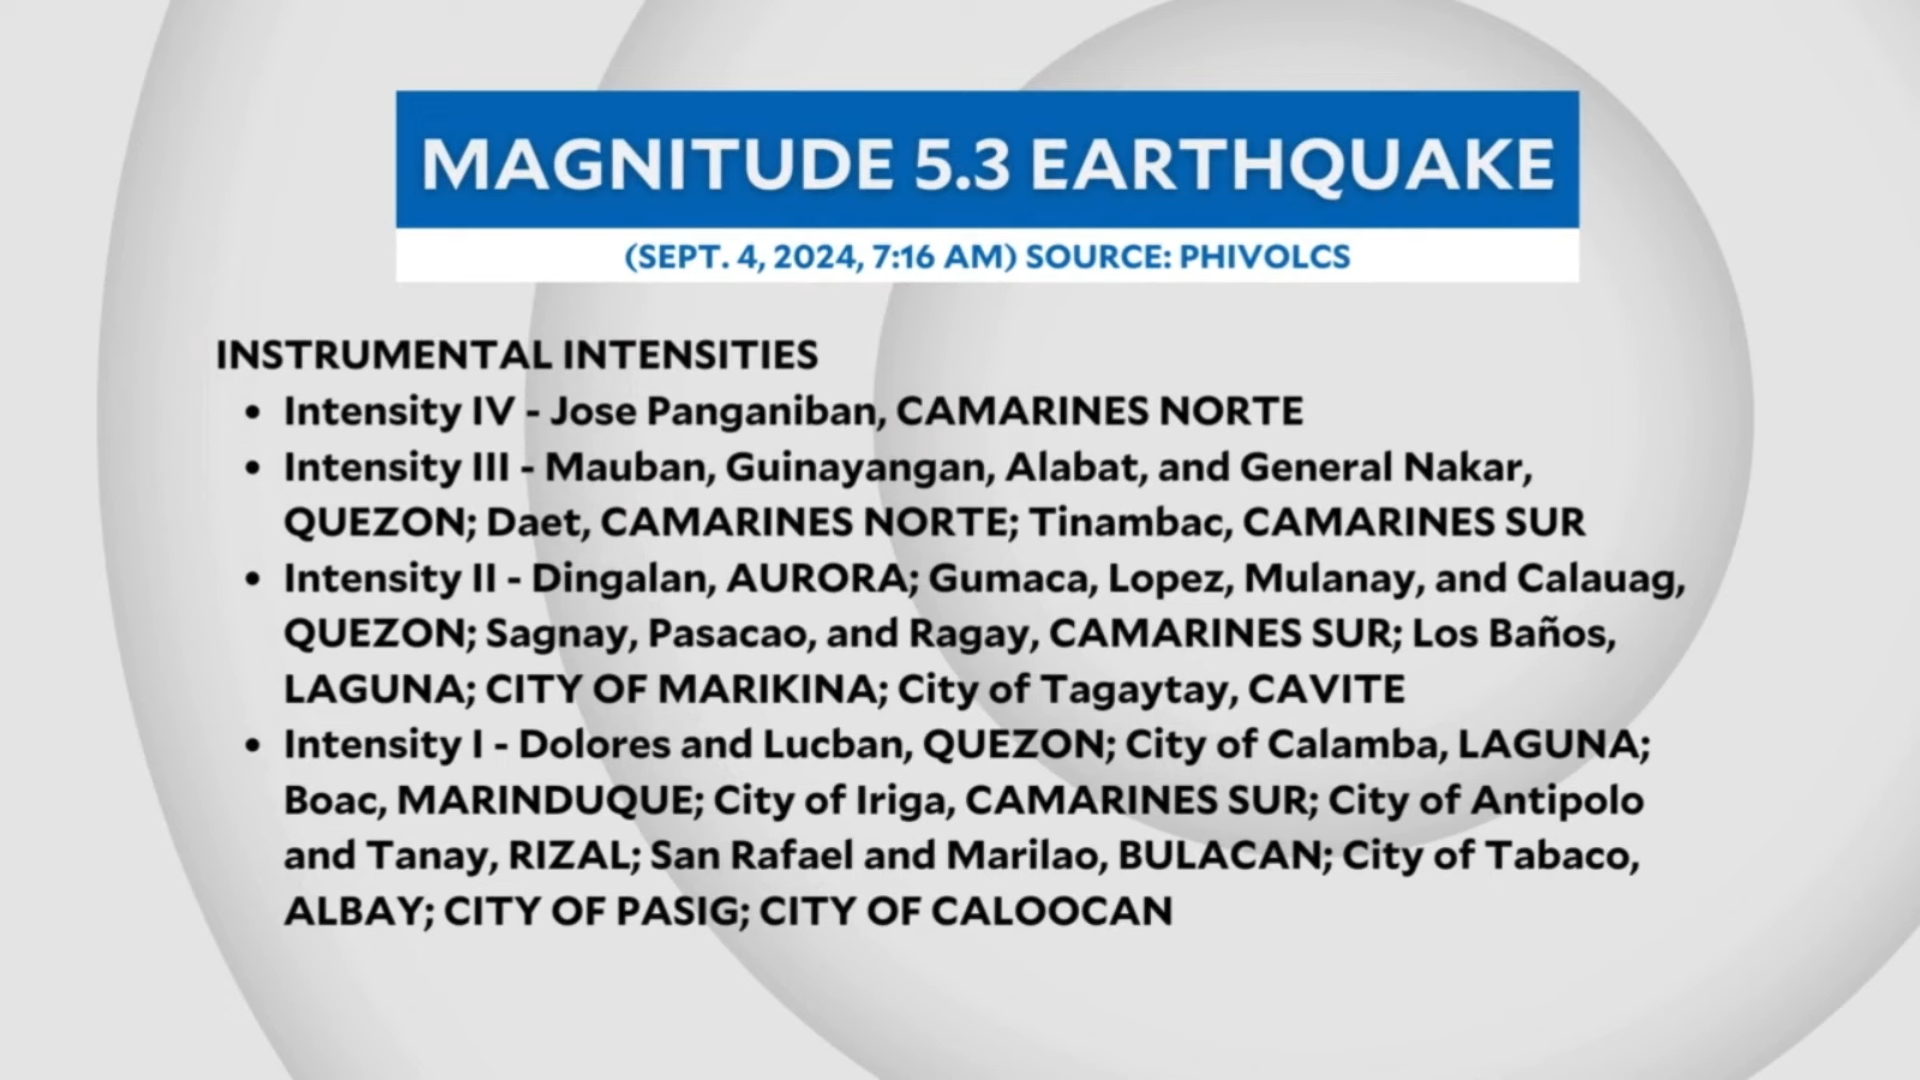 MAGNITUDE 5.3 EARTHQUAKE
(SEPT. 4, 2024, 7:16 AM) SOURCE: PHIVOLCS
INSTRUMENTAL INTENSITIES
• Intensity IV - Jose Panganiban, CAMARINES NORTE
• Intensity III - Mauban, Guinayangan, Alabat, and General Nakar,
QUEZON; Daet, CAMARINES NORTE; Tinambac, CAMARINES SUR
• Intensity II - Dingalan, AURORA; Gumaca, Lopez, Mulanay, and Calauag,
QUEZON; Sagnay, Pasacao, and Ragay, CAMARINES SUR; Los Baños,
LAGUNA; CITY OF MARIKINA; City of Tagaytay, CAVITE
• Intensity I - Dolores and Lucban, QUEZON; City of Calamba, LAGUNA;
Boac, MARINDUQUE; City of Iriga, CAMARINES SUR; City of Antipolo
and Tanay, RIZAL; San Rafael and Marilao, BULACAN; City of Tabaco,
ALBAY; CITY OF PASIG; CITY OF CALOOCAN